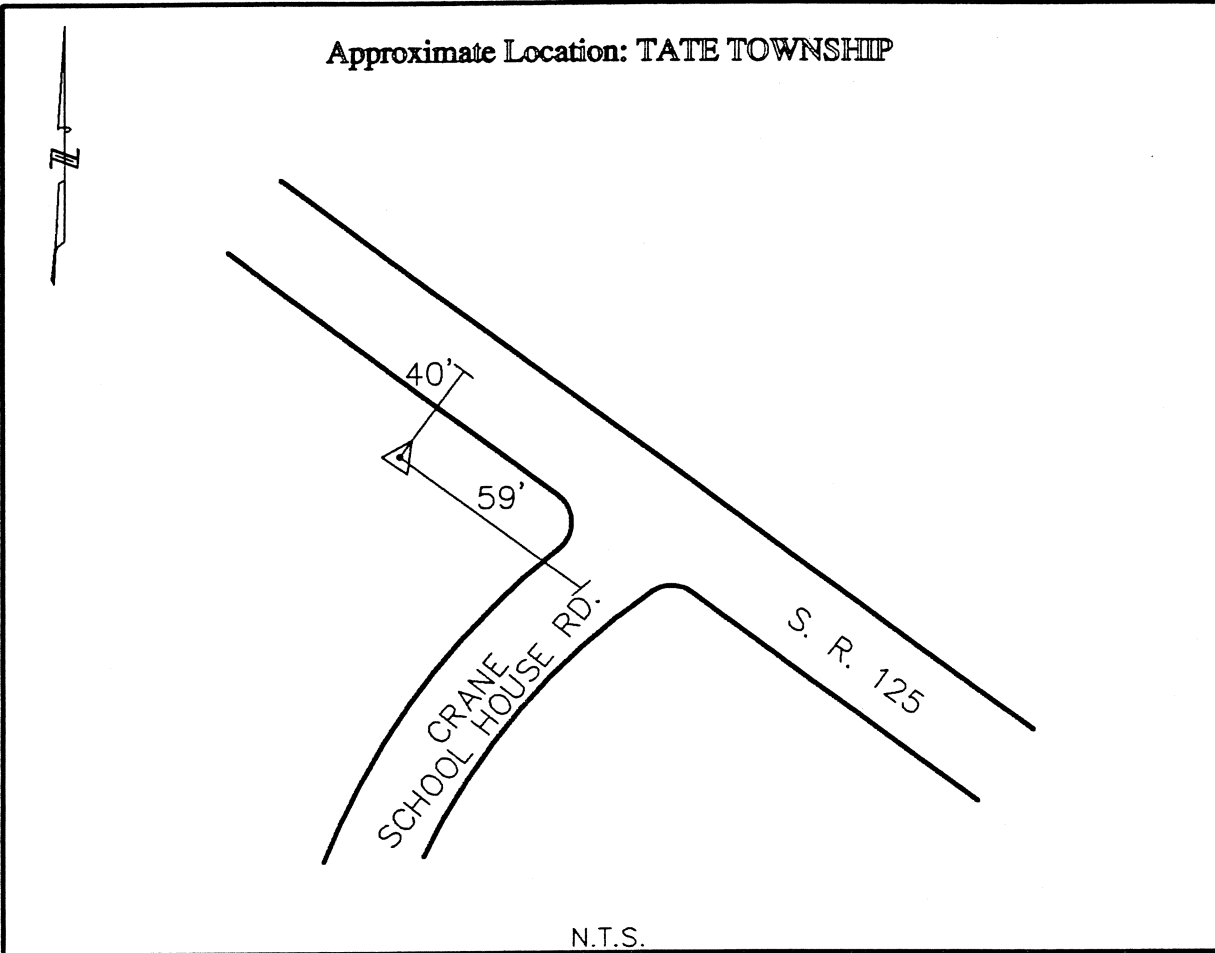 Approximate Location: TATE TOWNSHIP
N
40'
59'
S. R. 125
CRANE
SCHOOL HOUSE RD.
N.T.S.